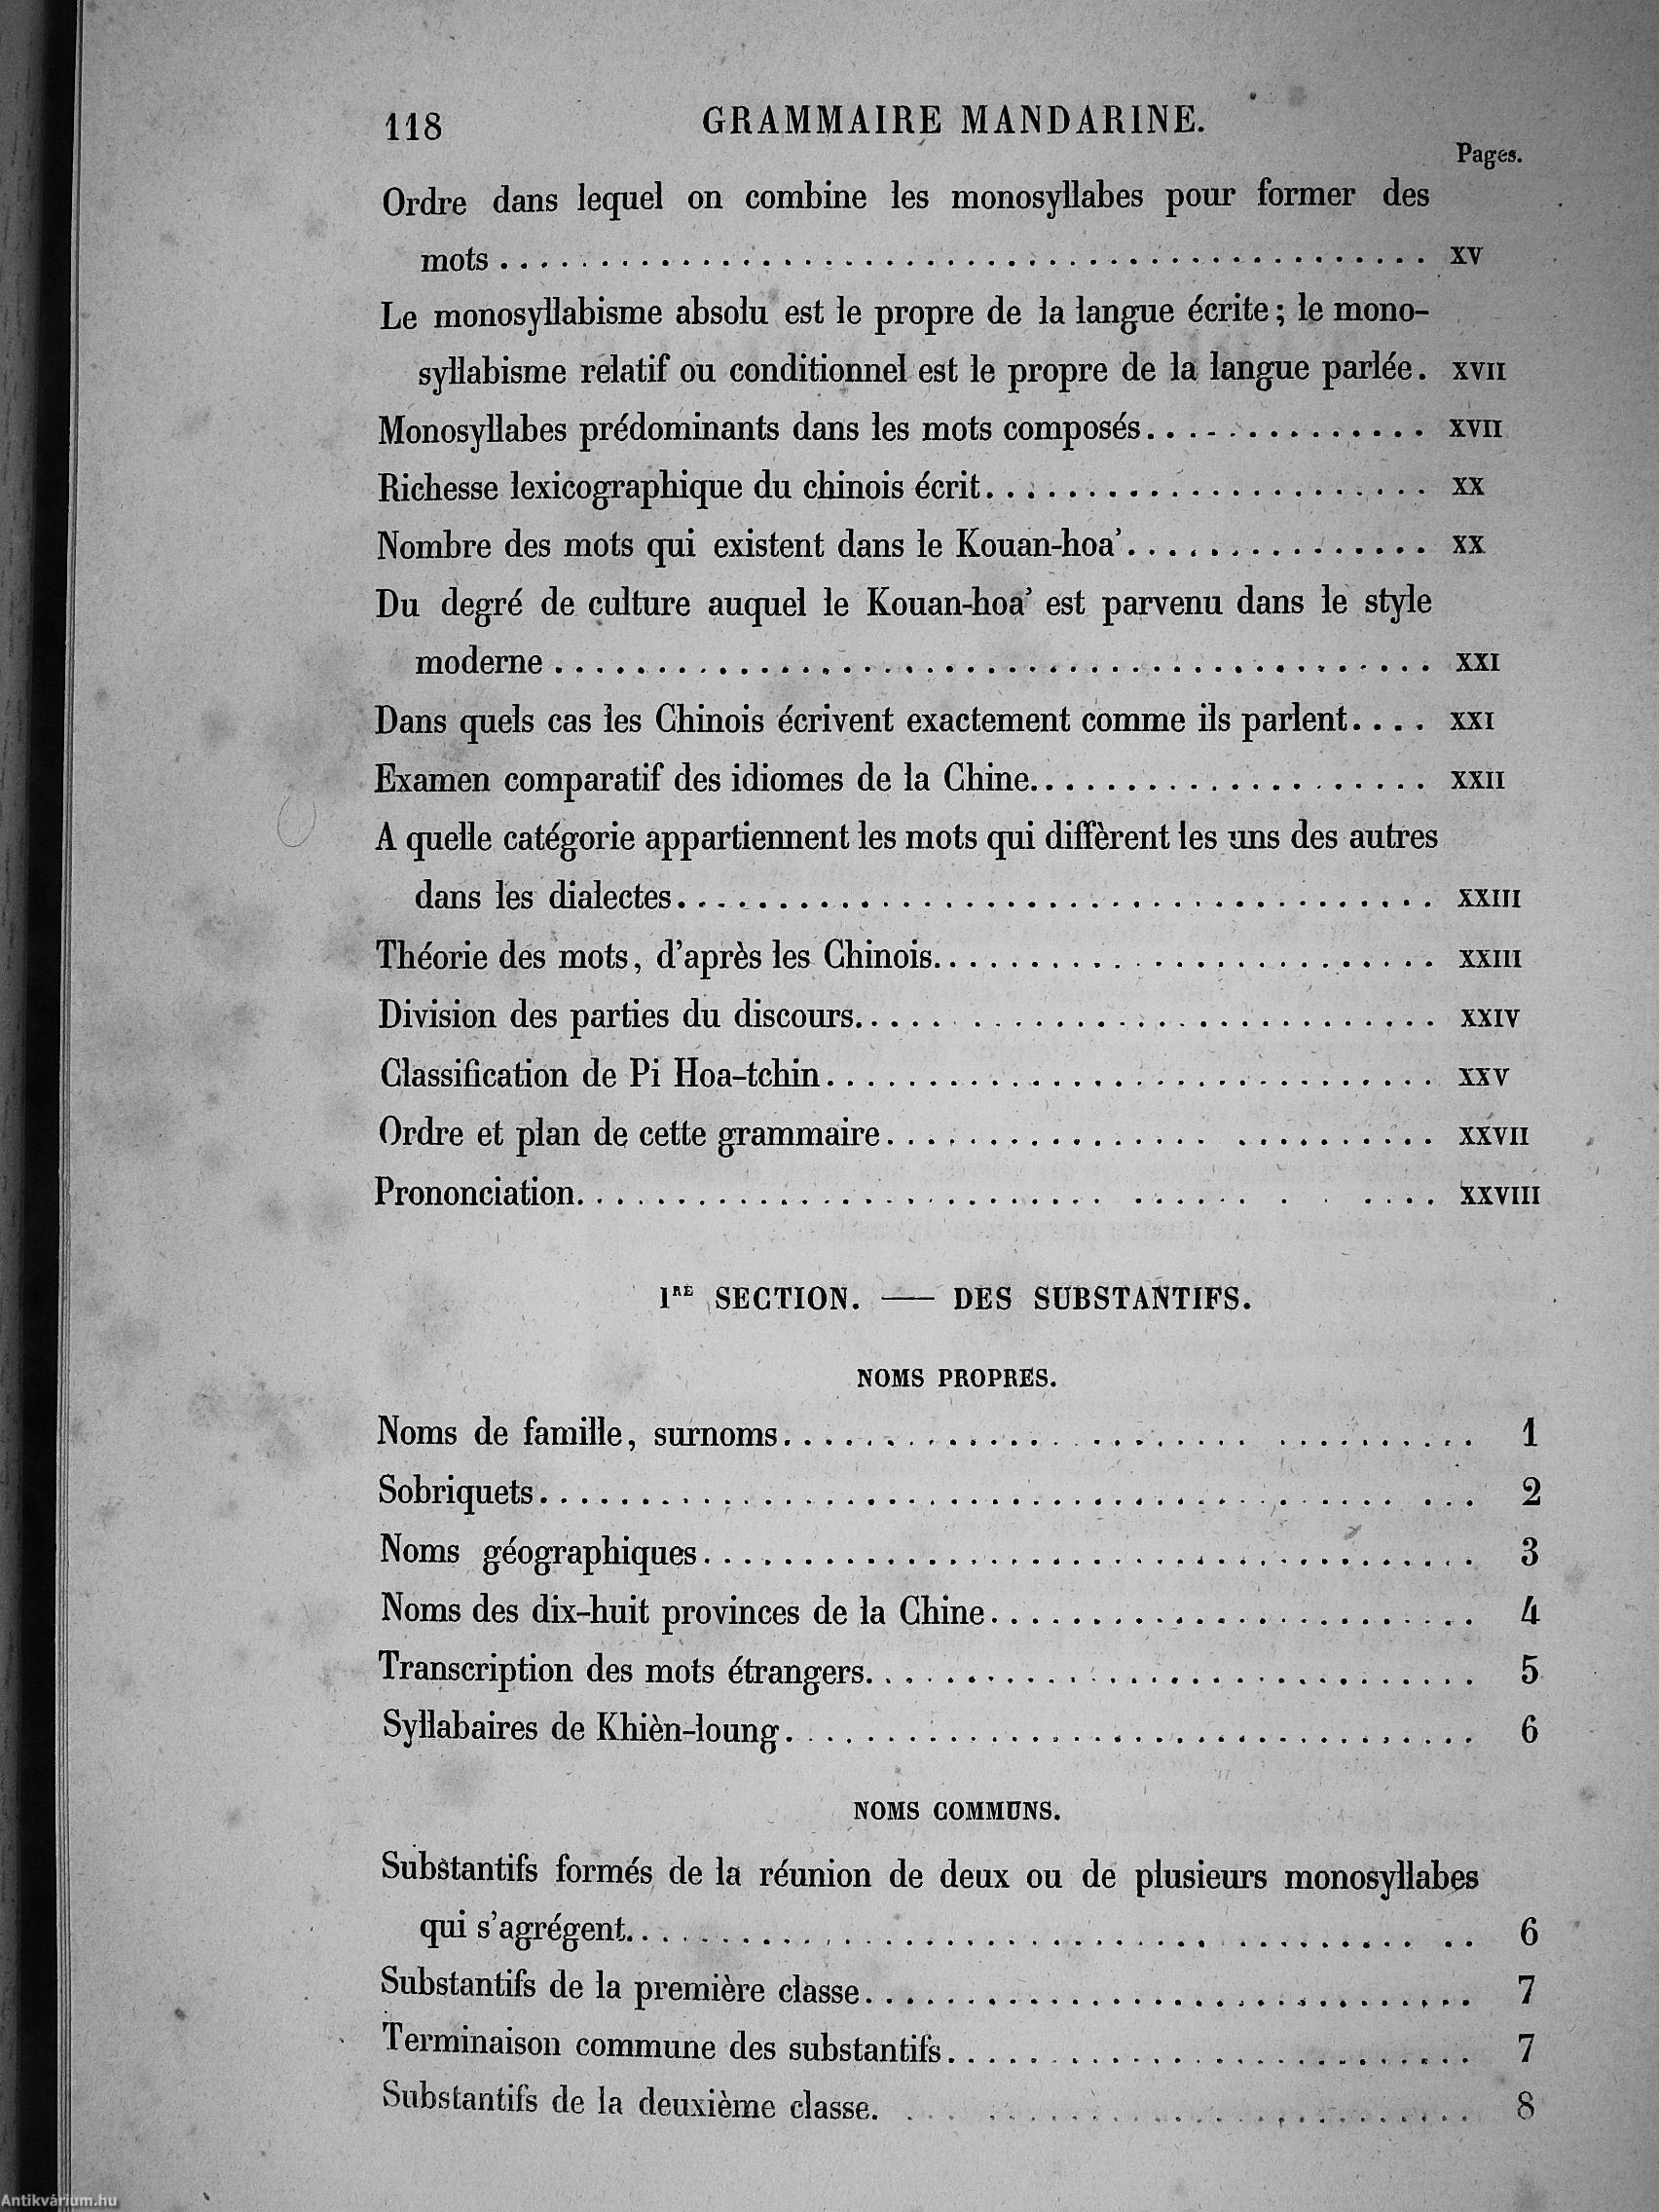 118 GRAMMAIRE MANDARINE.
Pages.
Ordre dans lequel on combine les monosyllabes pour former des
mots ............................................ XV
Le monosyllabisme absolu est le propre de la langue écrite; le mono-
syllabisme relatif ou conditionnel est le propre de la langue parlée. XVII
Monosyllabes prédominants dans les mots composés.............. XVII
Richesse lexicographique du chinois écrit...................... XX
Nombre des mots qui existent dans le Kouan-hoa’............... XX
Du degré de culture auquel le Kouan-hoa’ est parvenu dans le style
moderne .......................................... XXI
Dans quels cas les Chinois écrivent exactement comme ils parlent.... XXI
Examen comparatif des idiomes de la Chine.................... XXII
A quelle catégorie appartiennent les mots qui diffèrent les uns des autres
dans les dialectes..................................... XXIII
Théorie des mots, d'après les Chinois......................... XXIII
Division des parties du discours............................. XXIV
Classification de Pi Hoa-tchin.............................. XXV
Ordre et plan de cette grammaire........................... XXVII
Prononciation......................................... XXVIII
1RE SECTION. — DES SUBSTANTIFS.
NOMS PROPRES.
Noms de famille, surnoms.................................. 1
Sobriquets............................................. 2
Noms géographiques...................................... 3
Noms des dix-huit provinces de la Chine........................ 4
Transcription des mots étrangers............................. 5
Syllabaires de Khièn-loung................................. 6
NOMS COMMUNS.
Substantifs formés de la réunion de deux ou de plusieurs monosyllabes
qui s'agrégent......................................... 6
Substantifs de la première classe.............................. 7
Terminaison commune des substantifs.......................... 7
Substantifs de la deuxième classe............................ 8
Antikvárium.hu